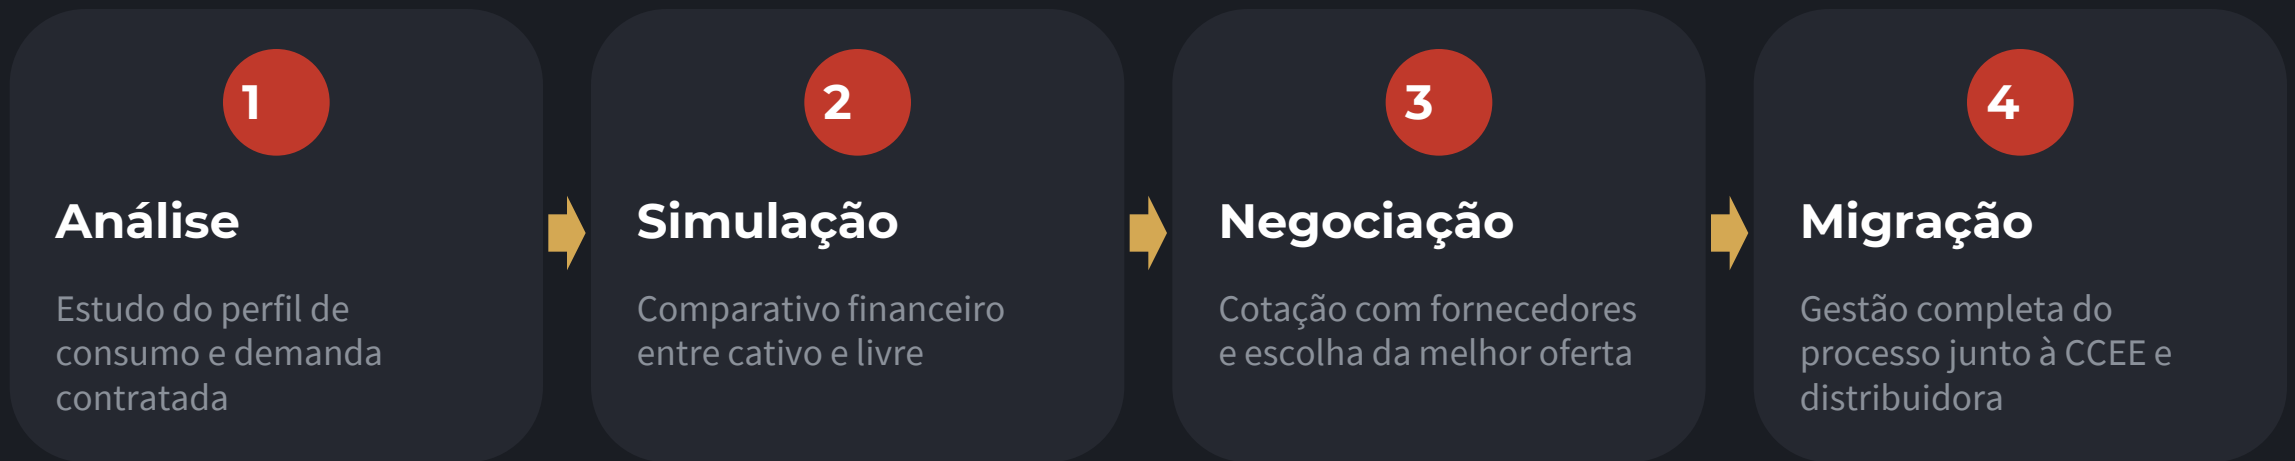 1
Análise
Estudo do perfil de
consumo e demanda
contratada
2
Simulação
Comparativo financeiro
entre cativo e livre
3
Negociação
Cotação com fornecedores
e escolha da melhor oferta
4
Migração
Gestão completa do
processo junto à CCEE e
distribuidora